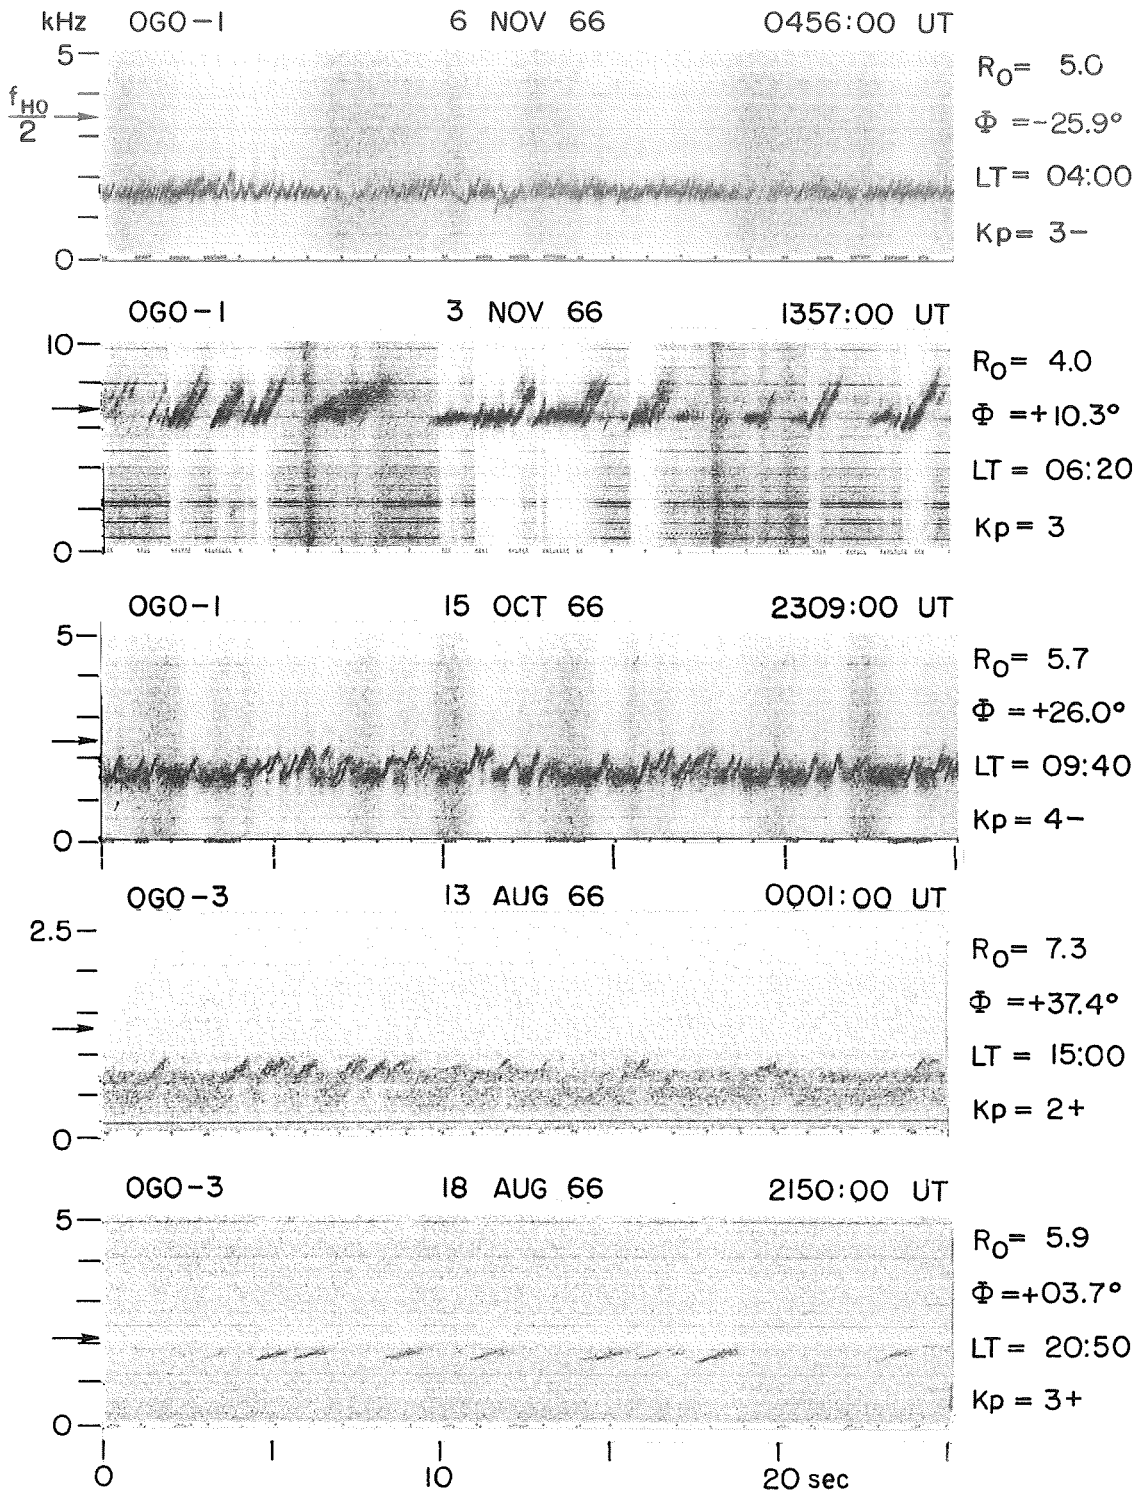 kHz OGO-1 6 NOV 66 0456:00 UT
5
R₀= 5.0
fH0/2
Φ =-25.9°
LT= 04:00
Kp= 3-
0
OGO-1 3 NOV 66 1357:00 UT
10
R₀= 4.0
Φ =+10.3°
LT = 06:20
Kp = 3
0
OGO-1 15 OCT 66 2309:00 UT
5
R₀= 5.7
Φ =+26.0°
LT = 09:40
Kp = 4-
0
OGO-3 13 AUG 66 0001:00 UT
2.5
R₀= 7.3
Φ =+37.4°
LT = 15:00
Kp = 2+
0
OGO-3 18 AUG 66 2150:00 UT
5
R₀= 5.9
Φ =+03.7°
LT = 20:50
Kp = 3+
0
0 10 20 sec